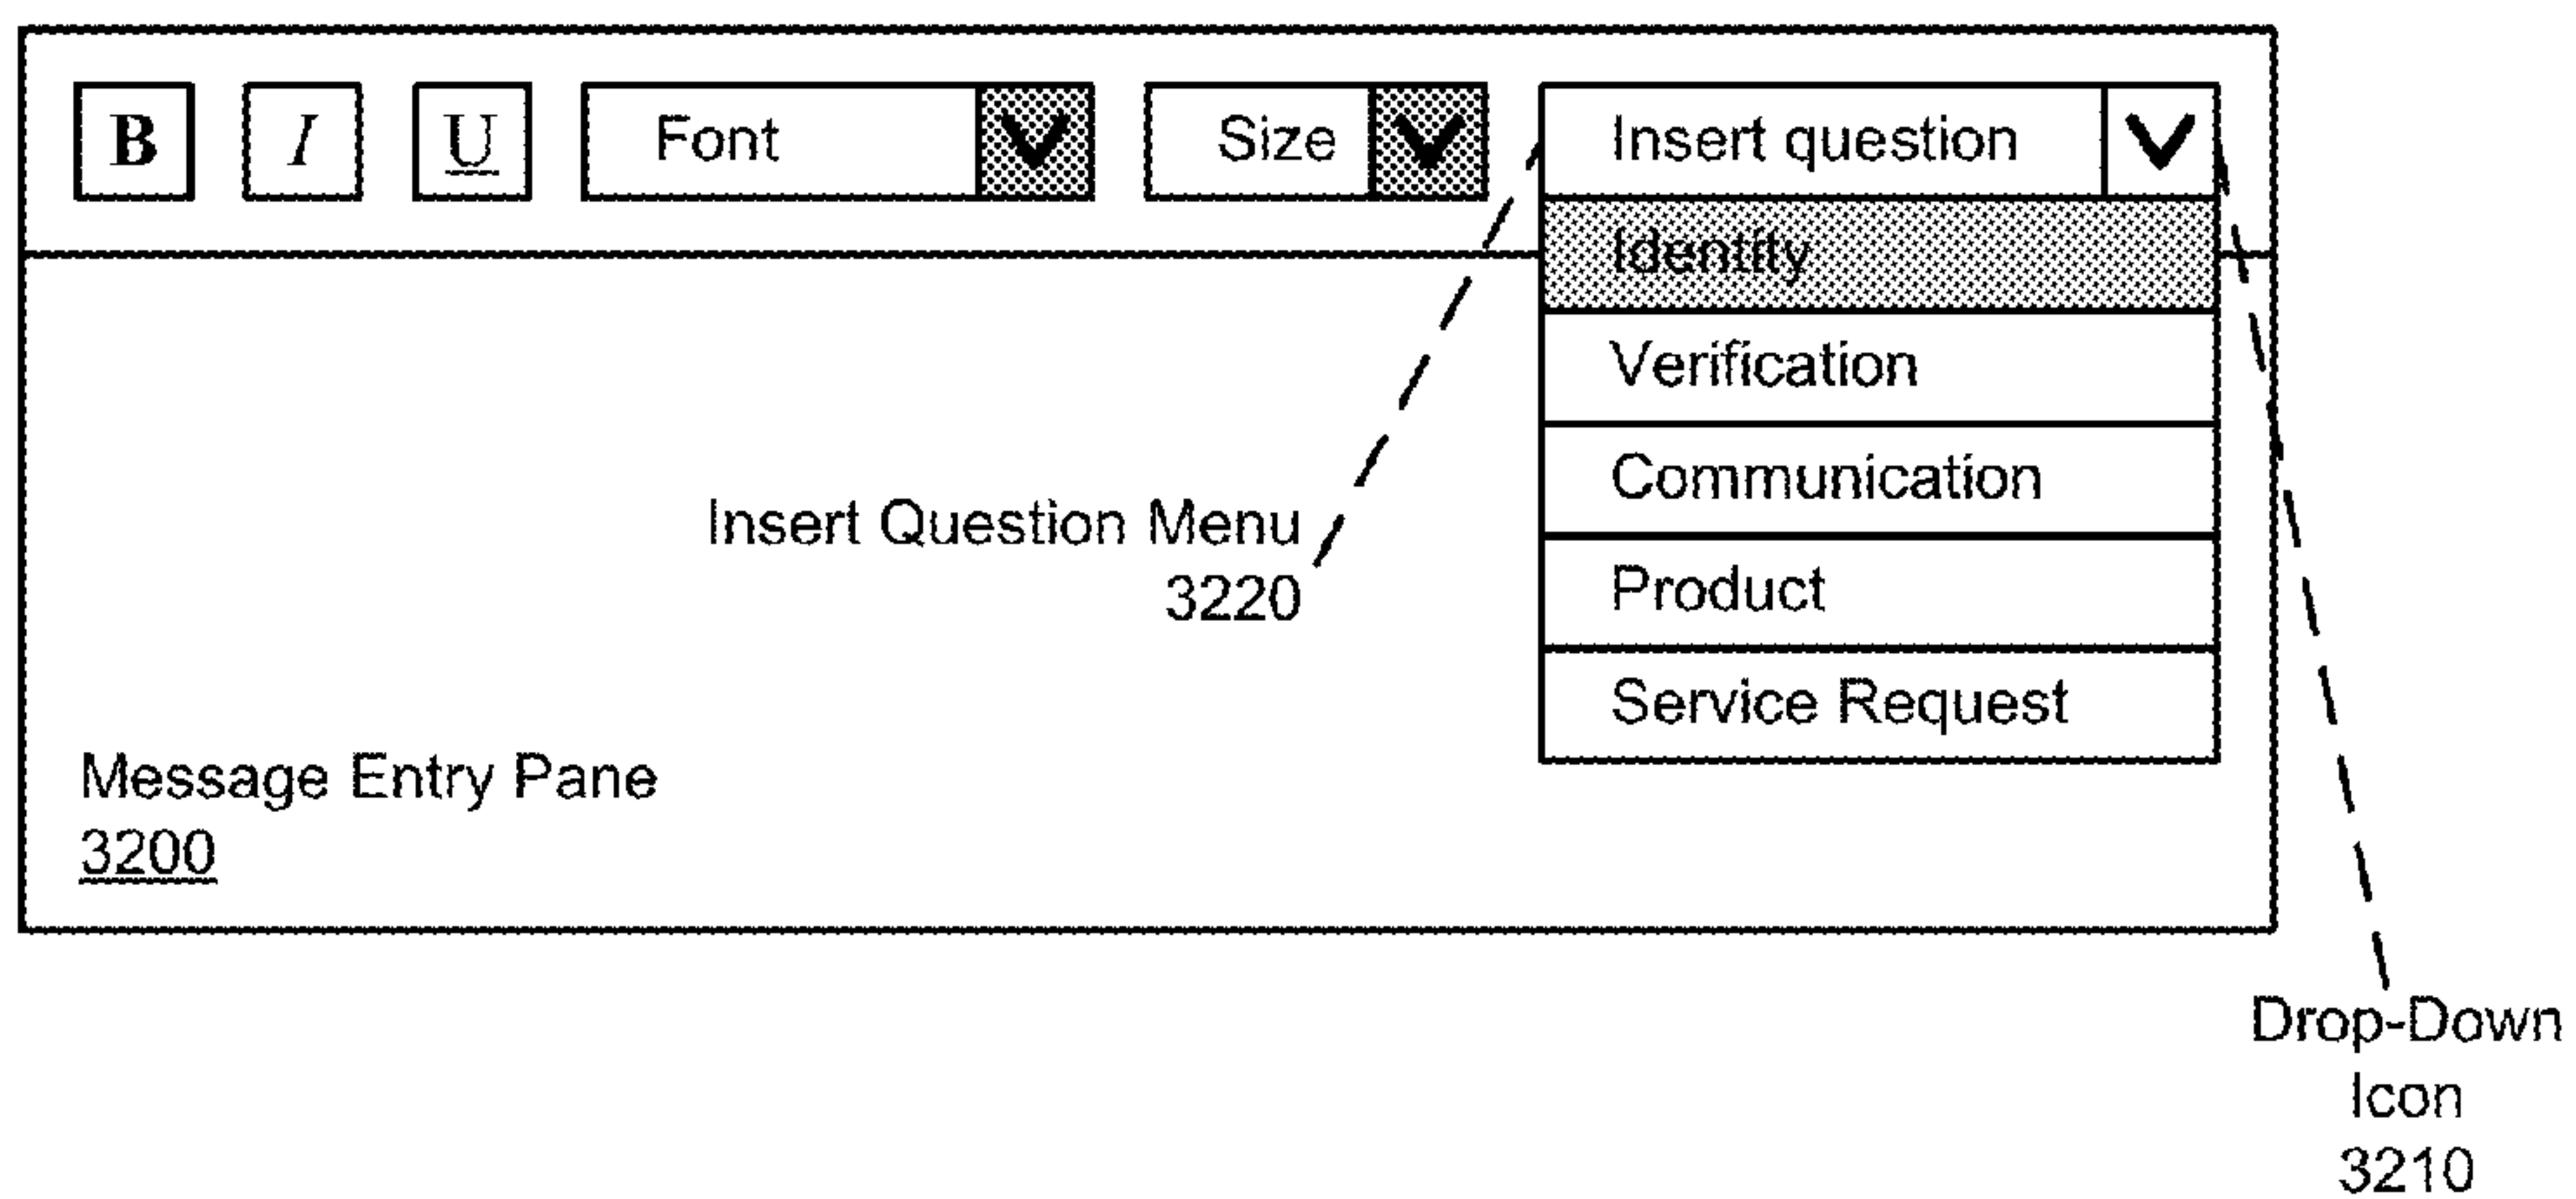 B I U Font Size Insert question
Identity
Verification
Communication
Product
Service Request
Insert Question Menu
3220
Message Entry Pane
3200
Drop-Down
Icon
3210